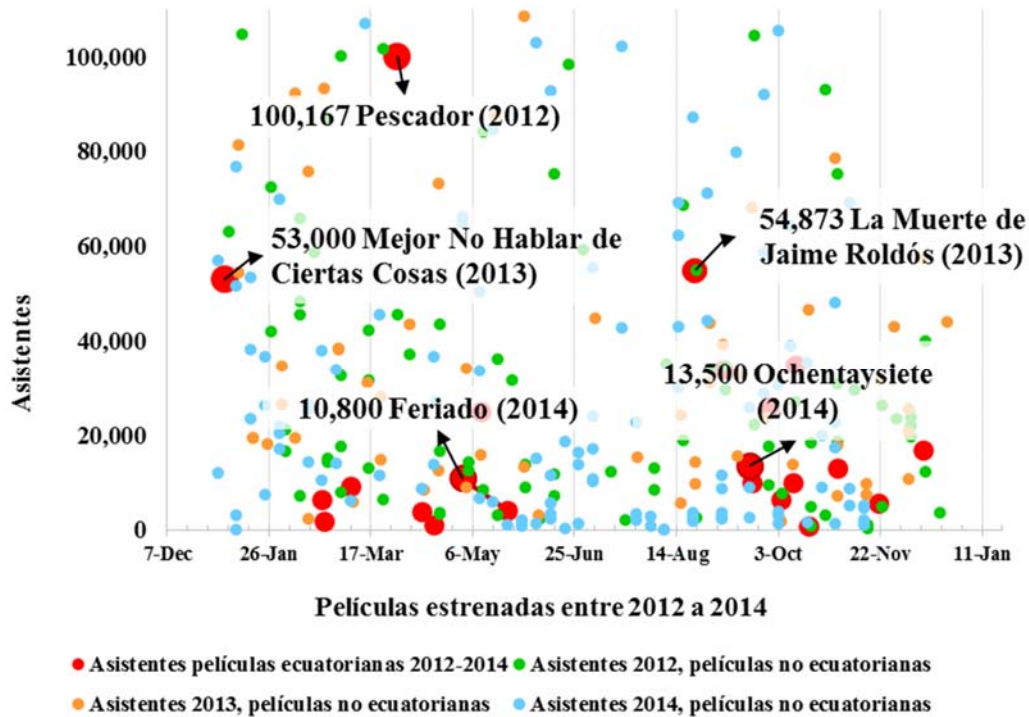 100,000
80,000
60,000
40,000
20,000
0
Asistentes
100,167 Pescador (2012)
53,000 Mejor No Hablar de
Ciertas Cosas (2013)
54,873 La Muerte de
Jaime Roldós (2013)
10,800 Feriado (2014)
13,500 Ochentaysiete
(2014)
7-Dec 26-Jan 17-Mar 6-May 25-Jun 14-Aug 3-Oct 22-Nov 11-Jan
Películas estrenadas entre 2012 a 2014
Asistentes películas ecuatorianas 2012-2014 Asistentes 2012, películas no ecuatorianas
Asistentes 2013, películas no ecuatorianas Asistentes 2014, películas no ecuatorianas